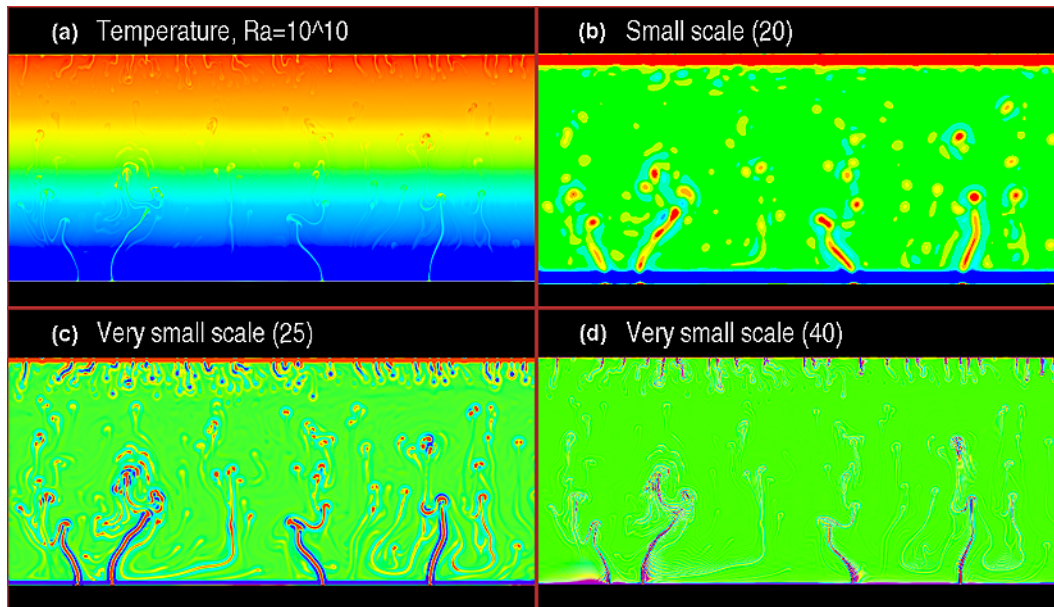 (a) Temperature, Ra=10^10
(b) Small scale (20)
(c) Very small scale (25)
(d) Very small scale (40)